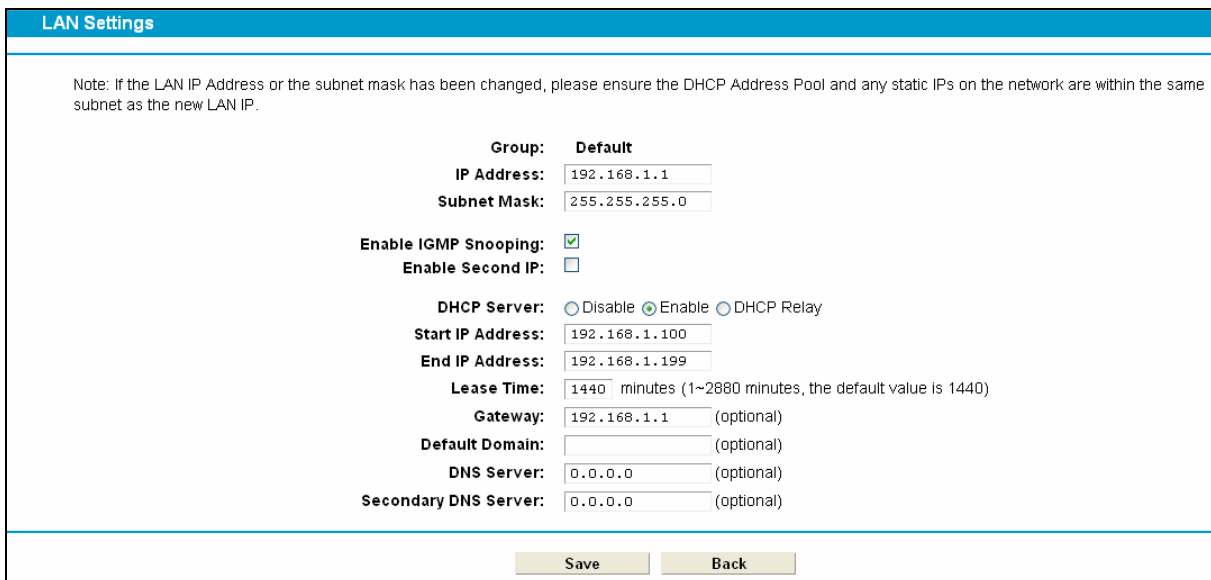 LAN Settings
Note: If the LAN IP Address or the subnet mask has been changed, please ensure the DHCP Address Pool and any static IPs on the network are within the same
subnet as the new LAN IP.
Group: Default
IP Address: 192.168.1.1
Subnet Mask: 255.255.255.0
Enable IGMP Snooping:
Enable Second IP:
DHCP Server: Disable Enable DHCP Relay
Start IP Address: 192.168.1.100
End IP Address: 192.168.1.199
Lease Time: 1440 minutes (1~2880 minutes, the default value is 1440)
Gateway: 192.168.1.1 (optional)
Default Domain: (optional)
DNS Server: 0.0.0.0 (optional)
Secondary DNS Server: 0.0.0.0 (optional)
Save Back